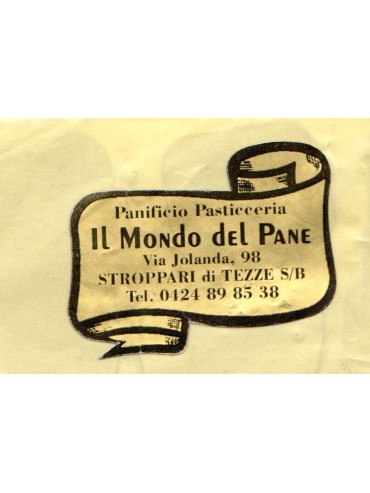 Panificio Pasticceria
Il Mondo del Pane
Via Jolanda, 98
STROPPARI di TEZZE S/B
Tel. 0424 89 85 38